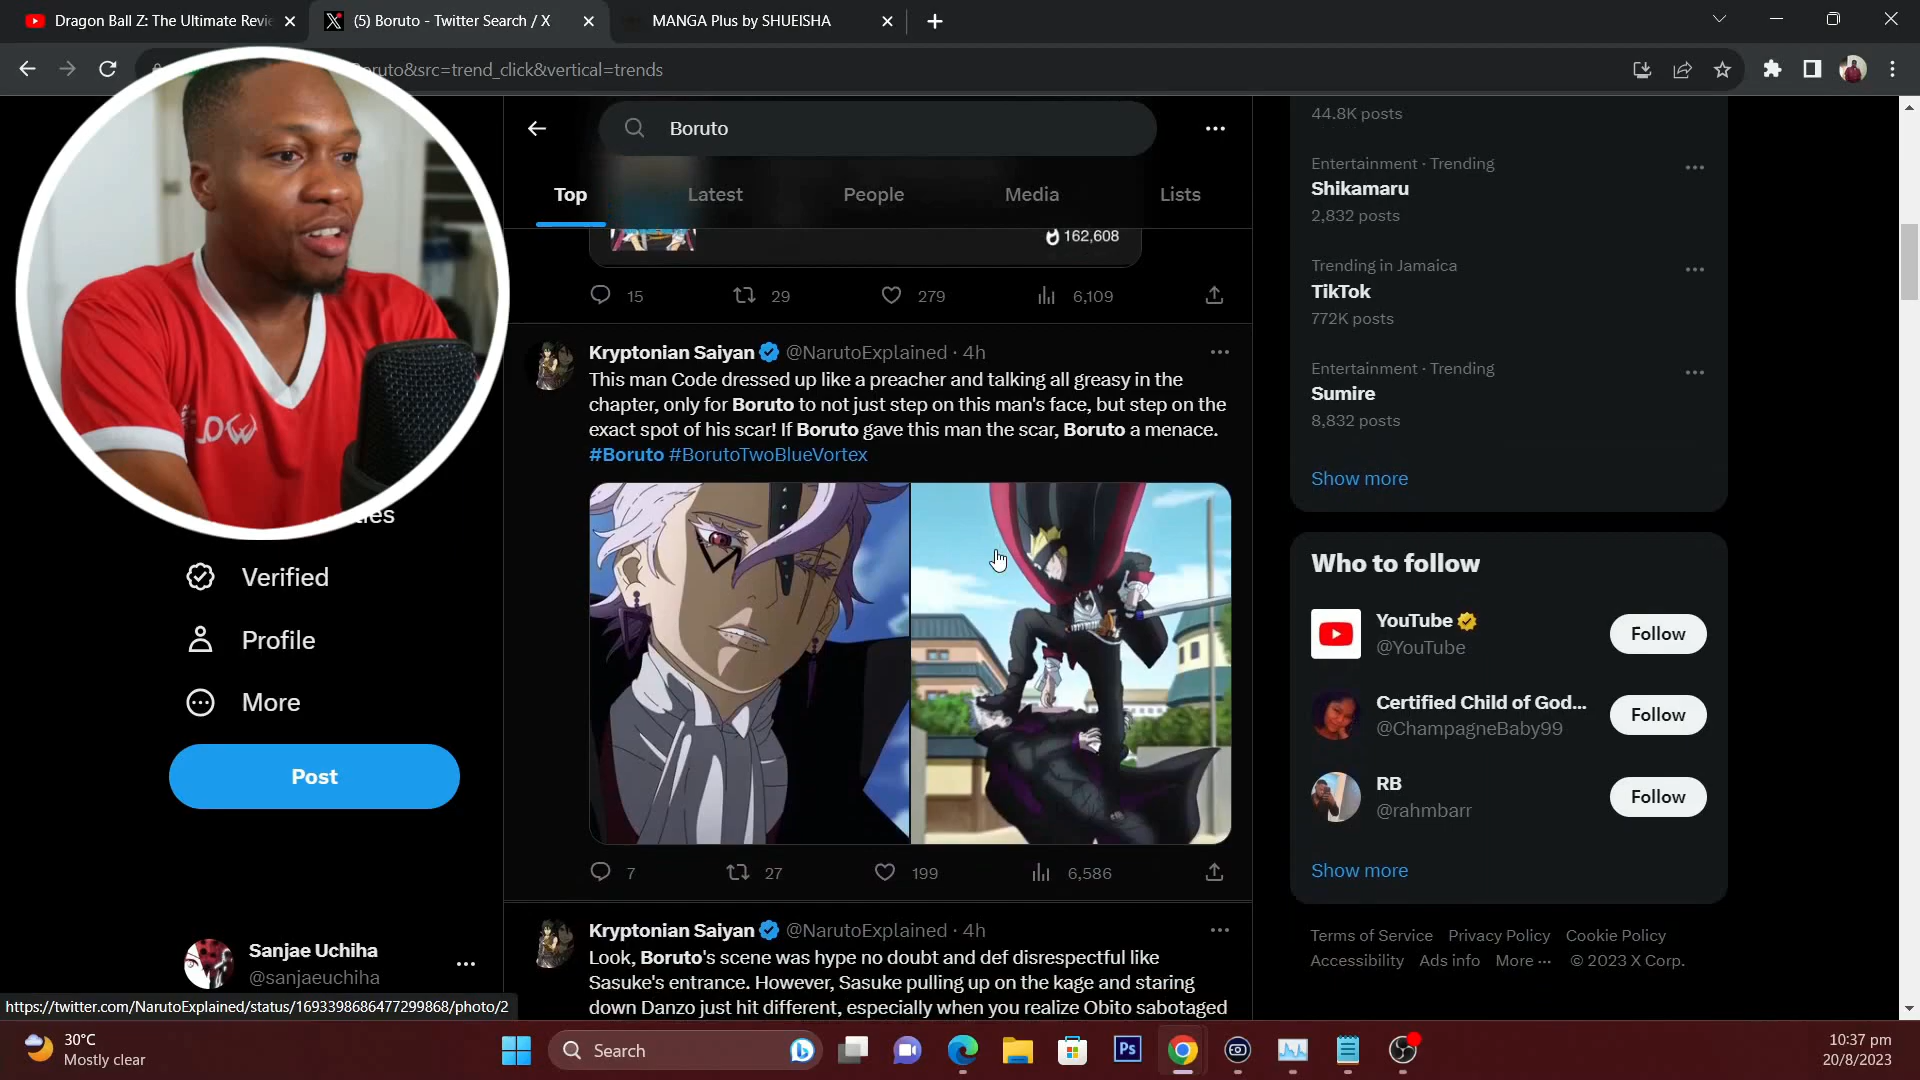 Dragon Ball Z: The Ultimate Revie
(5) Boruto - Twitter Search / X
MANGA Plus by SHUEISHA
oruto&src=trend_click&vertical=trends
Boruto
Top
Latest
People
Media
Lists
162,608
15
29
279
6,109
Kryptonian Saiyan @NarutoExplained · 4h
This man Code dressed up like a preacher and talking all greasy in the
chapter, only for Boruto to not just step on this man's face, but step on the
exact spot of his scar! If Boruto gave this man the scar, Boruto a menace.
#Boruto #BorutoTwoBlueVortex
7
27
199
6,586
Kryptonian Saiyan @NarutoExplained · 4h
Look, Boruto's scene was hype no doubt and def disrespectful like
Sasuke's entrance. However, Sasuke pulling up on the kage and staring
down Danzo just hit different, especially when you realize Obito sabotaged
Verified
Profile
More
Post
Sanjae Uchiha
@sanjaeuchiha
https://twitter.com/NarutoExplained/status/1693398686477299868/photo/2
44.8K posts
Entertainment · Trending
Shikamaru
2,832 posts
Trending in Jamaica
TikTok
772K posts
Entertainment · Trending
Sumire
8,832 posts
Show more
Who to follow
YouTube
@YouTube
Follow
Certified Child of God...
@ChampagneBaby99
Follow
RB
@rahmbarr
Follow
Show more
Terms of Service Privacy Policy Cookie Policy
Accessibility Ads info More ··· © 2023 X Corp.
30°C
Mostly clear
Search
Ps
10:37 pm
20/8/2023